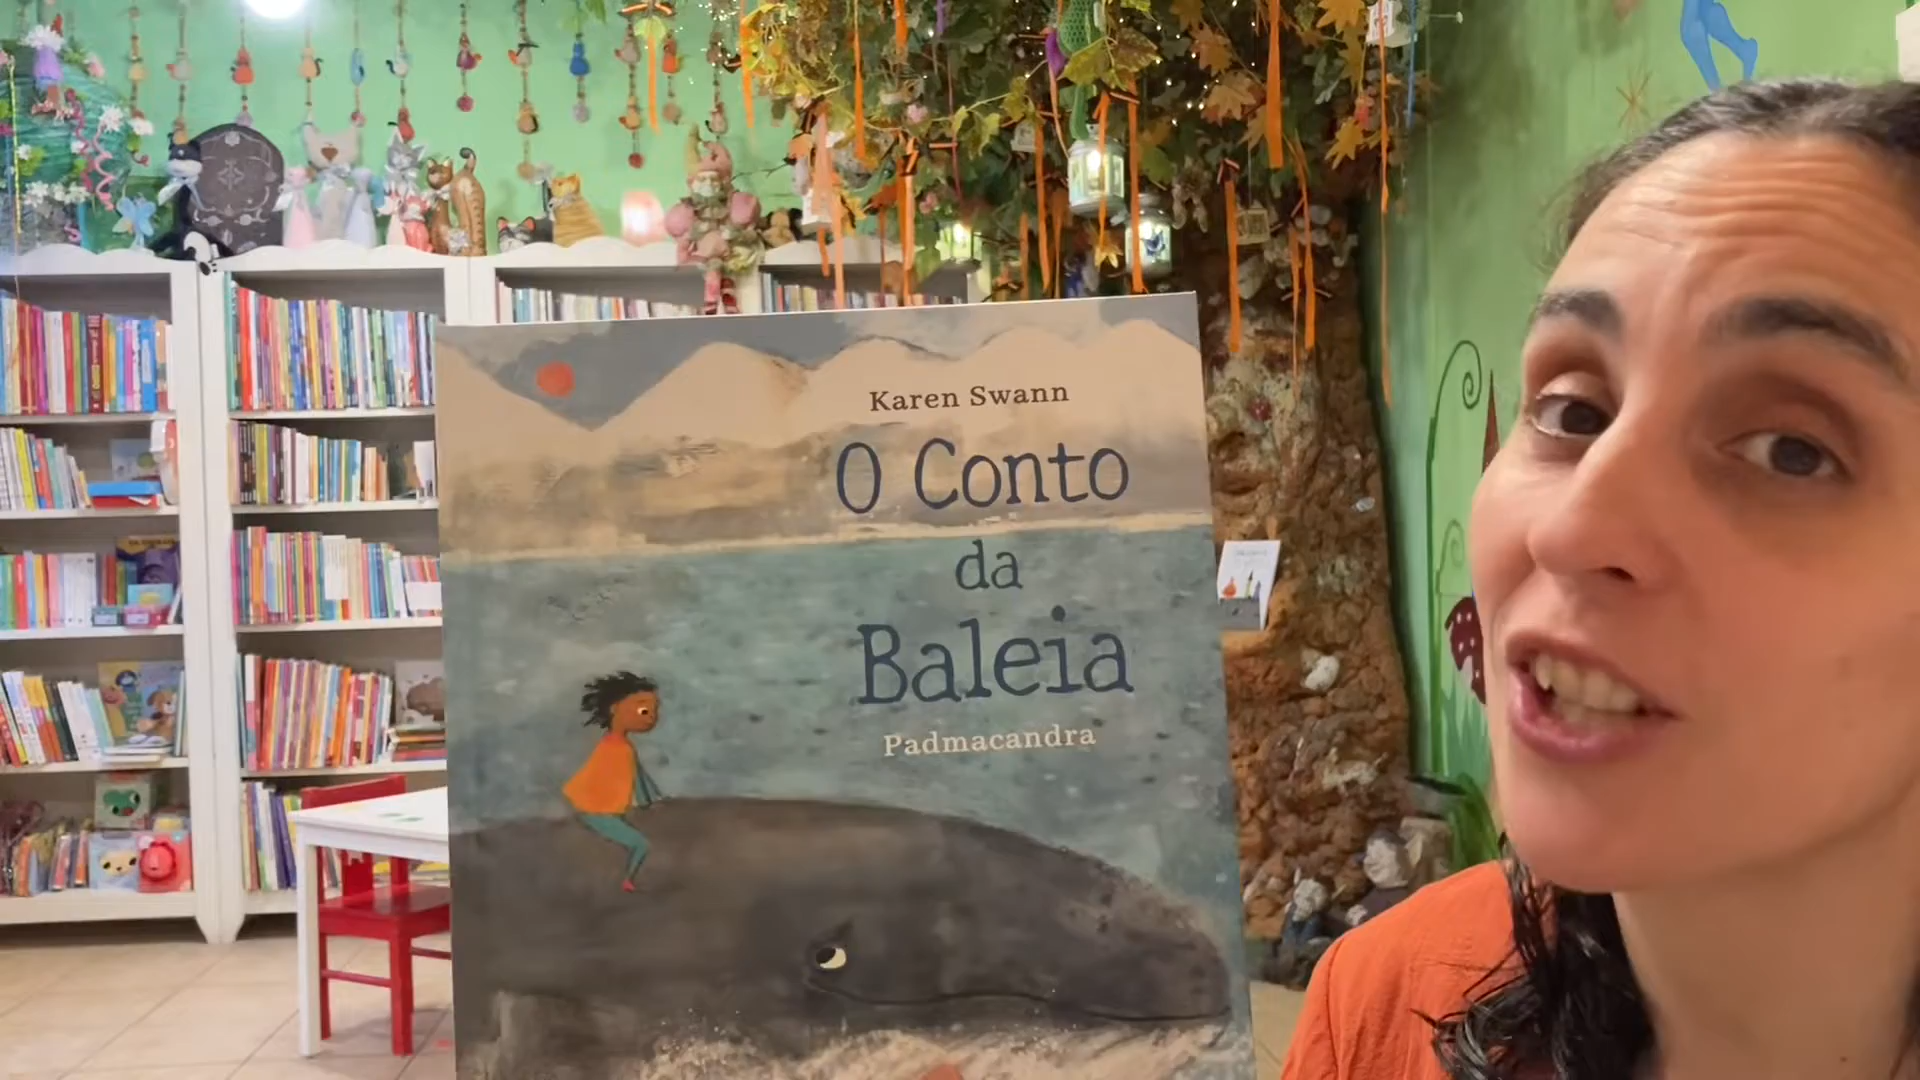 Karen Swann
O Conto
da
Baleia
Padmacandra